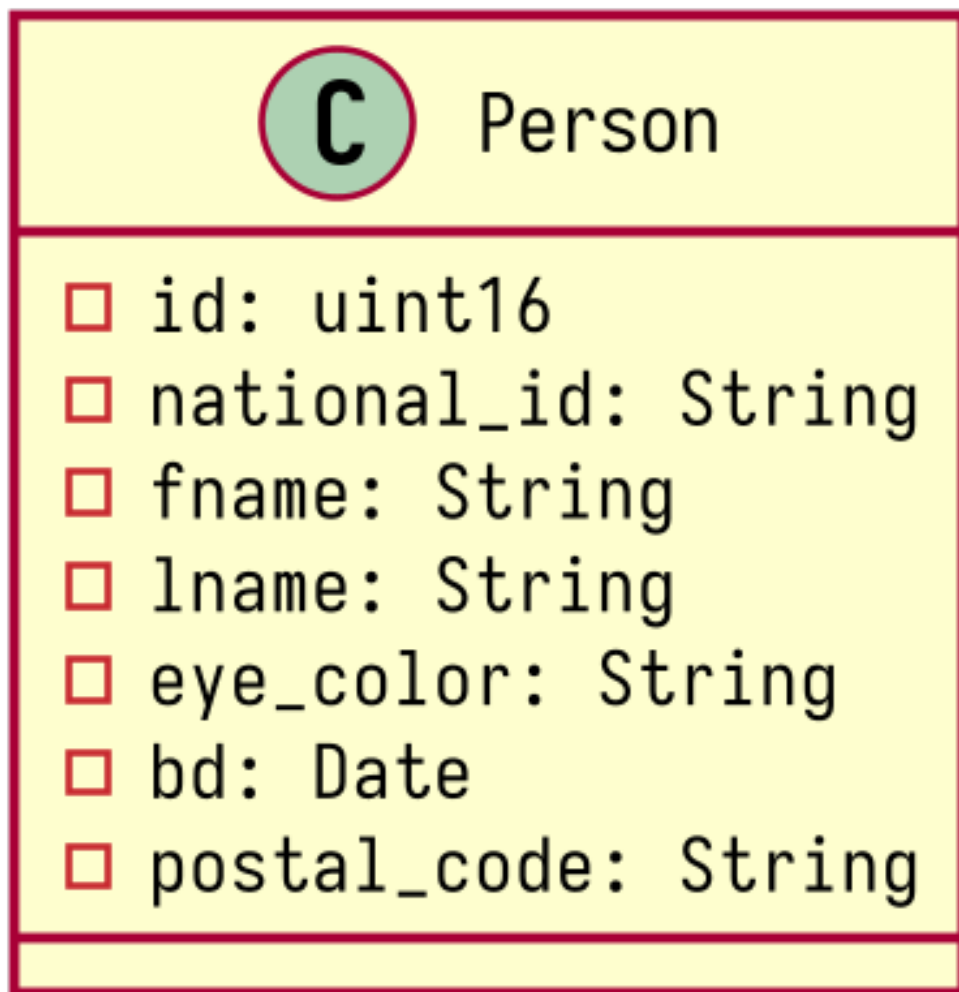 C Person
id: uint16
national_id: String
fname: String
lname: String
eye_color: String
bd: Date
postal_code: String